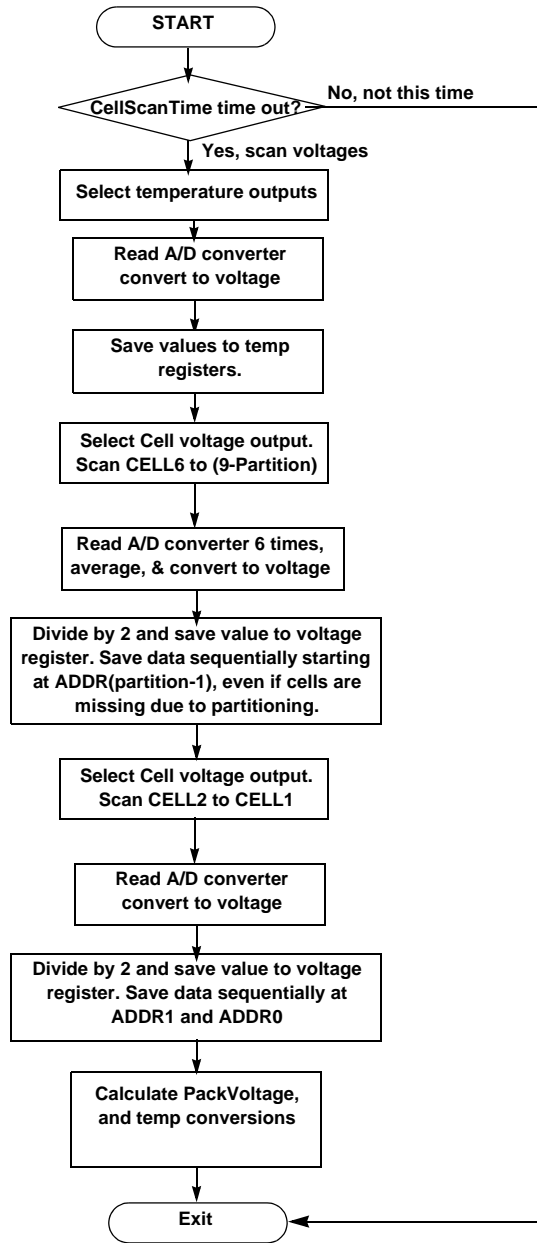 START
CellScanTime time out?
No, not this time
Yes, scan voltages
Select temperature outputs
Read A/D converter
convert to voltage
Save values to temp
registers.
Select Cell voltage output.
Scan CELL6 to (9-Partition)
Read A/D converter 6 times,
average, & convert to voltage
Divide by 2 and save value to voltage
register. Save data sequentially starting
at ADDR(partition-1), even if cells are
missing due to partitioning.
Select Cell voltage output.
Scan CELL2 to CELL1
Read A/D converter
convert to voltage
Divide by 2 and save value to voltage
register. Save data sequentially at
ADDR1 and ADDR0
Calculate PackVoltage,
and temp conversions
Exit